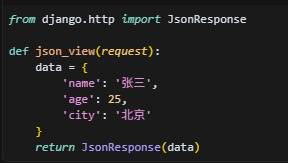 from django.http import JsonResponse
def json_view(request):
    data = {
        'name': '张三',
        'age': 25,
        'city': '北京'
    }
    return JsonResponse(data)